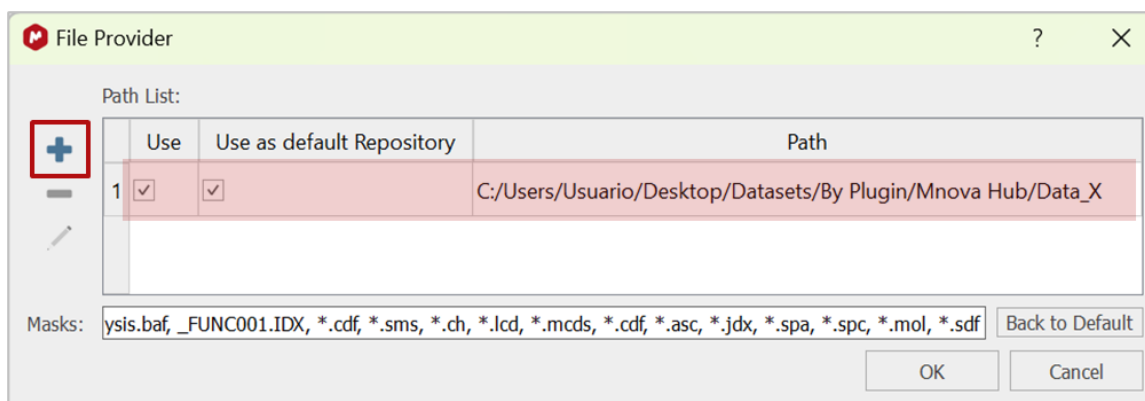 File Provider
?
Path List:
Use Use as default Repository Path
1 C:/Users/Usuario/Desktop/Datasets/By Plugin/Mnova Hub/Data_X
Masks: ysis.baf, _FUNC001.IDX, *.cdf, *.sms, *.ch, *.lcd, *.mcds, *.cdf, *.asc, *.jdx, *.spa, *.spc, *.mol, *.sdf Back to Default
OK Cancel